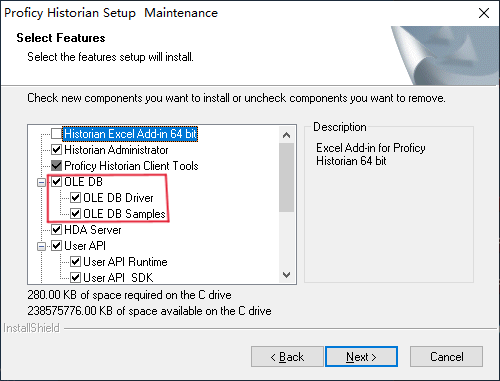 Proficy Historian Setup  Maintenance
Select Features
Select the features setup will install.
Check new components you want to install or uncheck components you want to remove.
Historian Excel Add-in 64 bit
Historian Administrator
Proficy Historian Client Tools
OLE DB
OLE DB Driver
OLE DB Samples
HDA Server
User API
User API Runtime
User API  SDK
Description
Excel Add-in for Proficy
Historian 64 bit
280.00 KB of space required on the C drive
238575776.00 KB of space available on the C drive
InstallShield
< Back
Next >
Cancel